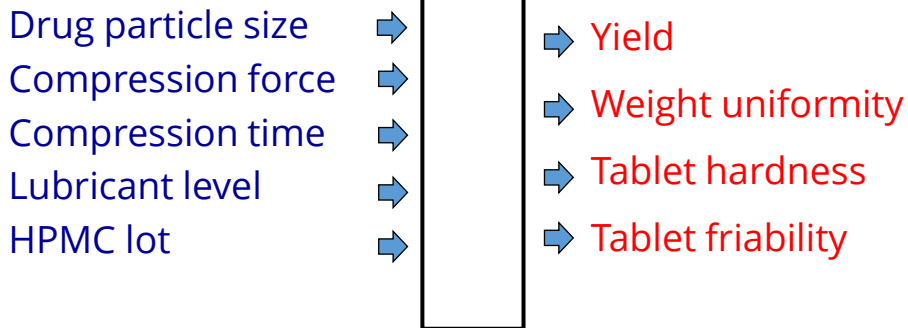 Drug particle size
Compression force
Compression time
Lubricant level
HPMC lot
Yield
Weight uniformity
Tablet hardness
Tablet friability